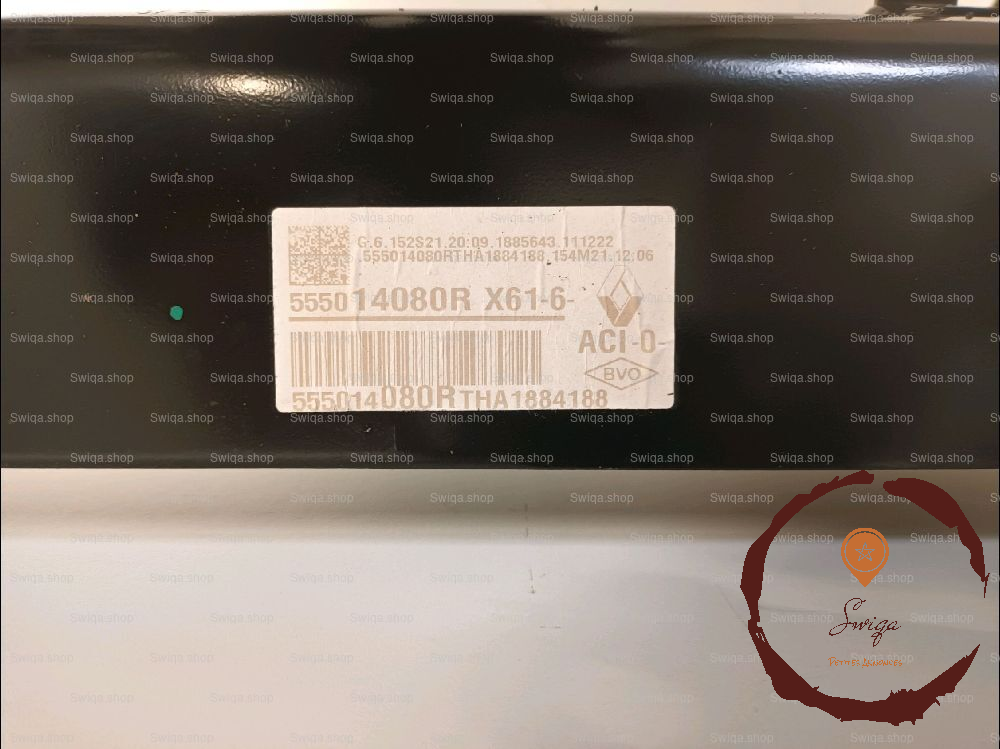 G.6.152S21.20:09.1885643.111222
.555014080RTHA1884188.154M21.12:06
555014080R X61-6-
ACI -0-
BVO
555014080RTHA1884188
Swiqa
Swiqa.shop